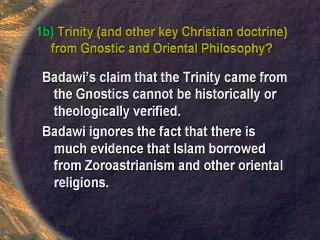 1b) Trinity (and other key Christian doctrine)
from Gnostic and Oriental Philosophy?
Badawi's claim that the Trinity came from
the Gnostics cannot be historically or
theologically verified.
Badawi ignores the fact that there is
much evidence that Islam borrowed
from Zoroastrianism and other oriental
religions.